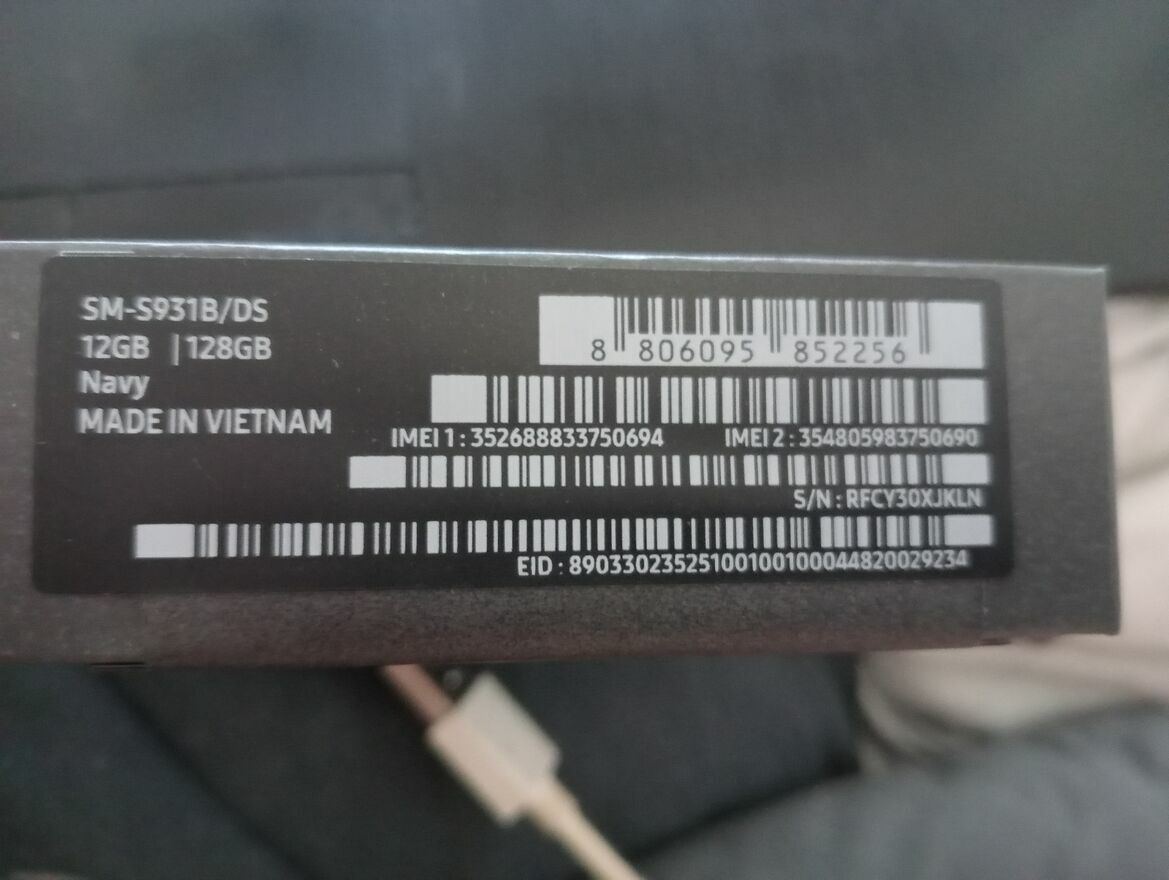 SM-S931B/DS
12GB | 128GB
Navy
MADE IN VIETNAM
8 806095 852256
IMEI 1 : 352688833750694 IMEI 2 : 354805983750690
S/N : RFCY30XJKLN
EID : 89033023525100100100044820029234